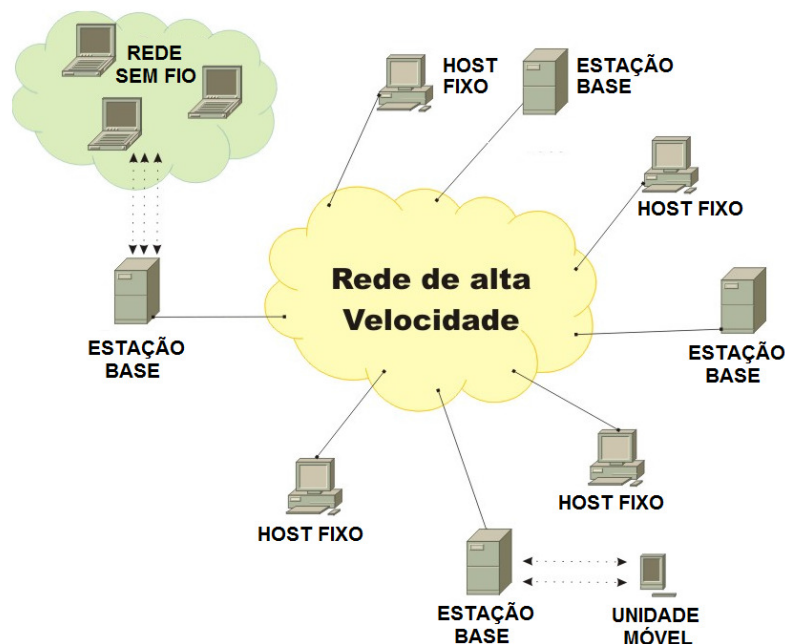 REDE
SEM FIO
HOST
FIXO
ESTAÇÃO
BASE
HOST FIXO
Rede de alta
Velocidade
ESTAÇÃO
BASE
ESTAÇÃO
BASE
HOST FIXO
HOST FIXO
ESTAÇÃO
BASE
UNIDADE
MÓVEL